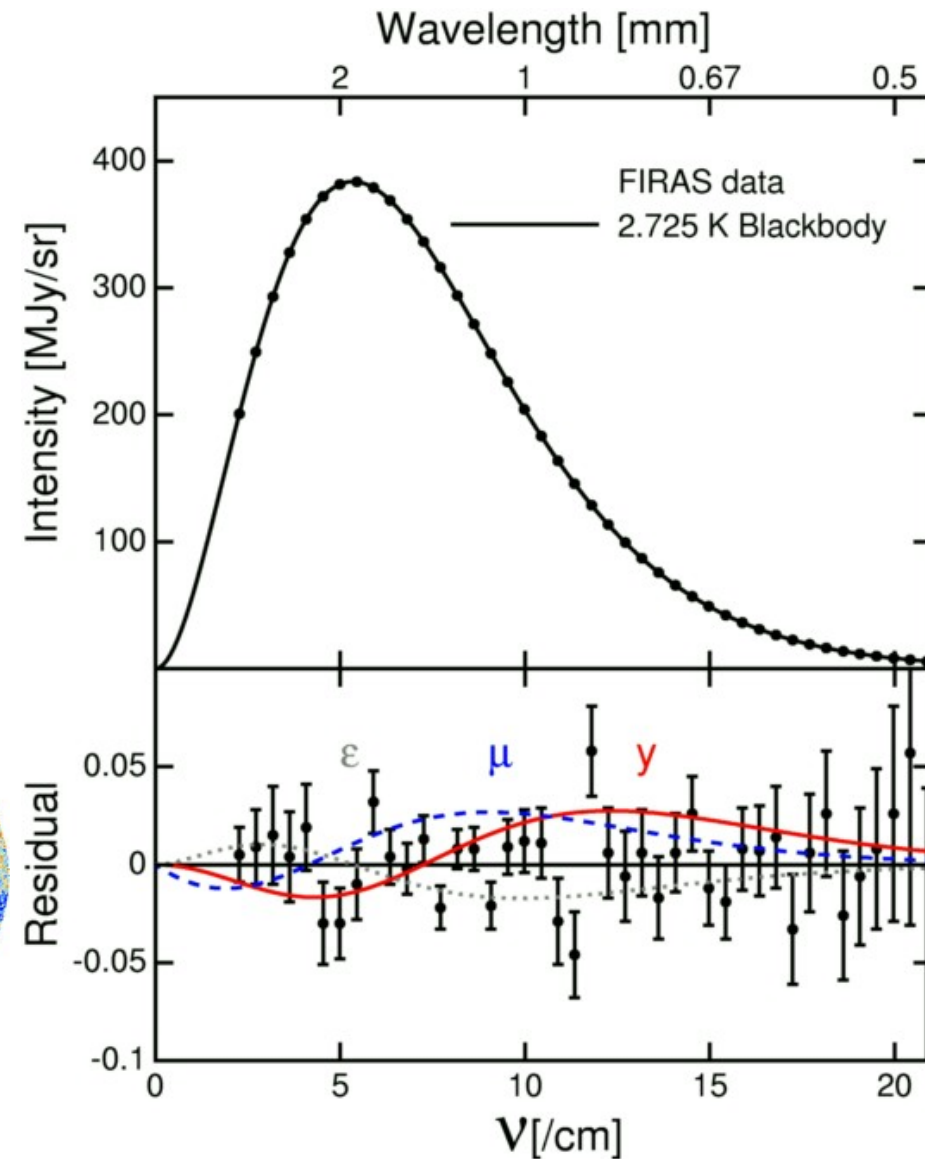 Wavelength [mm]
2 1 0.67 0.5
400
300
200
100
Intensity [MJy/sr]
FIRAS data
2.725 K Blackbody
ε μ y
0.05
0
-0.05
-0.1
Residual
0 5 10 15 20
ν[/cm]